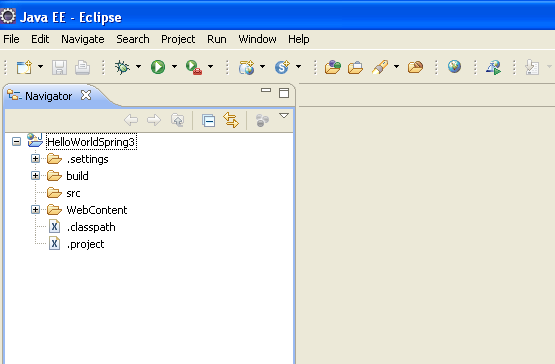 Java EE - Eclipse
File Edit Navigate Search Project Run Window Help
Navigator
HelloWorldSpring3
.settings
build
src
WebContent
.classpath
.project